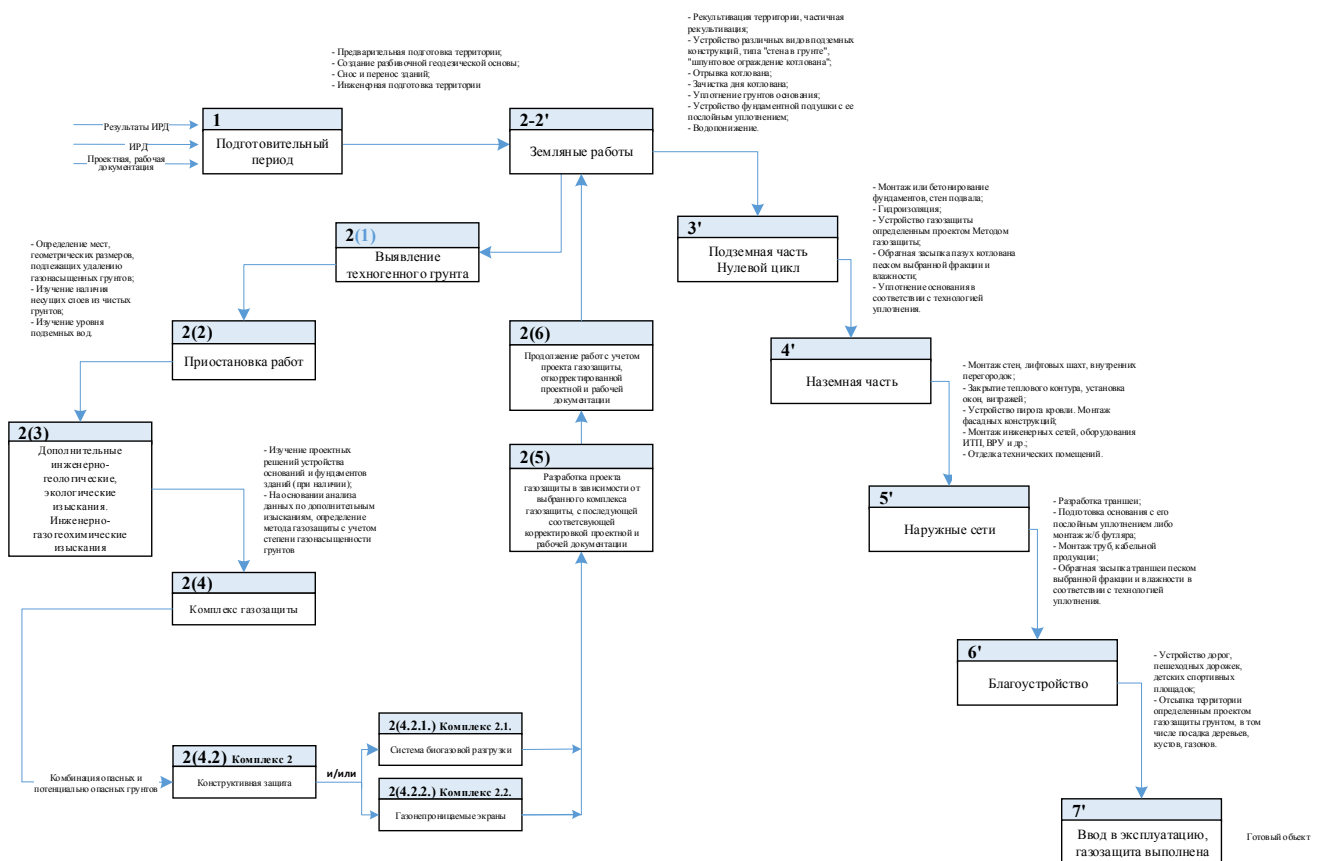 - Рекультивация территории, частичная
рекультивация;
- Устройство различных видов подземных
конструкций, типа "стена в грунте",
"шпунтовое ограждение котлована";
- Отрывка котлована;
- Зачистка дня котлована;
- Уплотнение грунтов основания;
- Устройство фундаментной подушки с ее
послойным уплотнением;
- Водопонижение.
- Предварительная подготовка территории;
- Создание разбивочной геодезической основы;
- Снос и перенос зданий;
- Инженерная подготовка территории
Результаты ИРД
ИРД
Проектная, рабочая
документация
1
Подготовительный
период
2-2'
Земляные работы
- Монтаж или бетонирование
фундаментов, стен подвала;
- Гидроизоляция;
- Устройство газозащиты
определенным проектом Методом
газозащиты;
- Обратная засыпка пазух котлована
песком выбранной фракции и
влажности;
- Уплотнение основания в
соответствии с технологией
уплотнения.
3'
Подземная часть
Нулевой цикл
2(1)
Выявление
техногенного грунта
- Определение мест,
геометрических размеров,
подлежащих удалению
газонасыщенных грунтов;
- Изучение наличия
несущих слоев из чистых
грунтов;
- Изучение уровня
подземных вод.
2(2)
Приостановка работ
2(6)
Продолжение работ с учетом
проекта газозащиты,
откорректированной
проектной и рабочей
документации
4'
Наземная часть
- Монтаж стен, лифтовых шахт, внутренних
перегородок;
- Закрытие теплового контура, установка
окон, витражей;
- Устройство пирога кровли. Монтаж
фасадных конструкций;
- Монтаж инженерных сетей, оборудования
ИТП, ВРУ и др.;
- Отделка технических помещений.
2(3)
Дополнительные
инженерно-
геологические,
экологические
изыскания.
Инженерно-
газогеохимические
изыскания
- Изучение проектных
решений устройства
оснований и фундаментов
зданий (при наличии);
- На основании анализа
данных по дополнительным
изысканиям, определение
метода газозащиты с учетом
степени газонасыщенности
грунтов
2(5)
Разработка проекта
газозащиты в зависимости от
выбранного комплекса
газозащиты, с последующей
соответсвующей
корректировкой проектной и
рабочей документации
5'
Наружные сети
- Разработка траншеи;
- Подготовка основания с его
послойным уплотнением либо
монтаж ж/б футляра;
- Монтаж труб, кабельной
продукции;
- Обратная засыпка траншеи песком
выбранной фракции и влажности в
соответствии с технологией
уплотнения.
2(4)
Комплекс газозащиты
6'
Благоустройство
- Устройство дорог,
пешеходных дорожек,
детских спортивных
площадок;
- Отсыпка территории
определенным проектом
газозащиты грунтом, в том
числе посадка деревьев,
кустов, газонов.
Комбинация опасных и
потенциально опасных грунтов
2(4.2) Комплекс 2
Конструктивная защита
и/или
2(4.2.1.) Комплекс 2.1.
Система биогазовой разгрузки
2(4.2.2.) Комплекс 2.2.
Газонепроницаемые экраны
7'
Ввод в эксплуатацию,
газозащита выполнена
Готовый объект